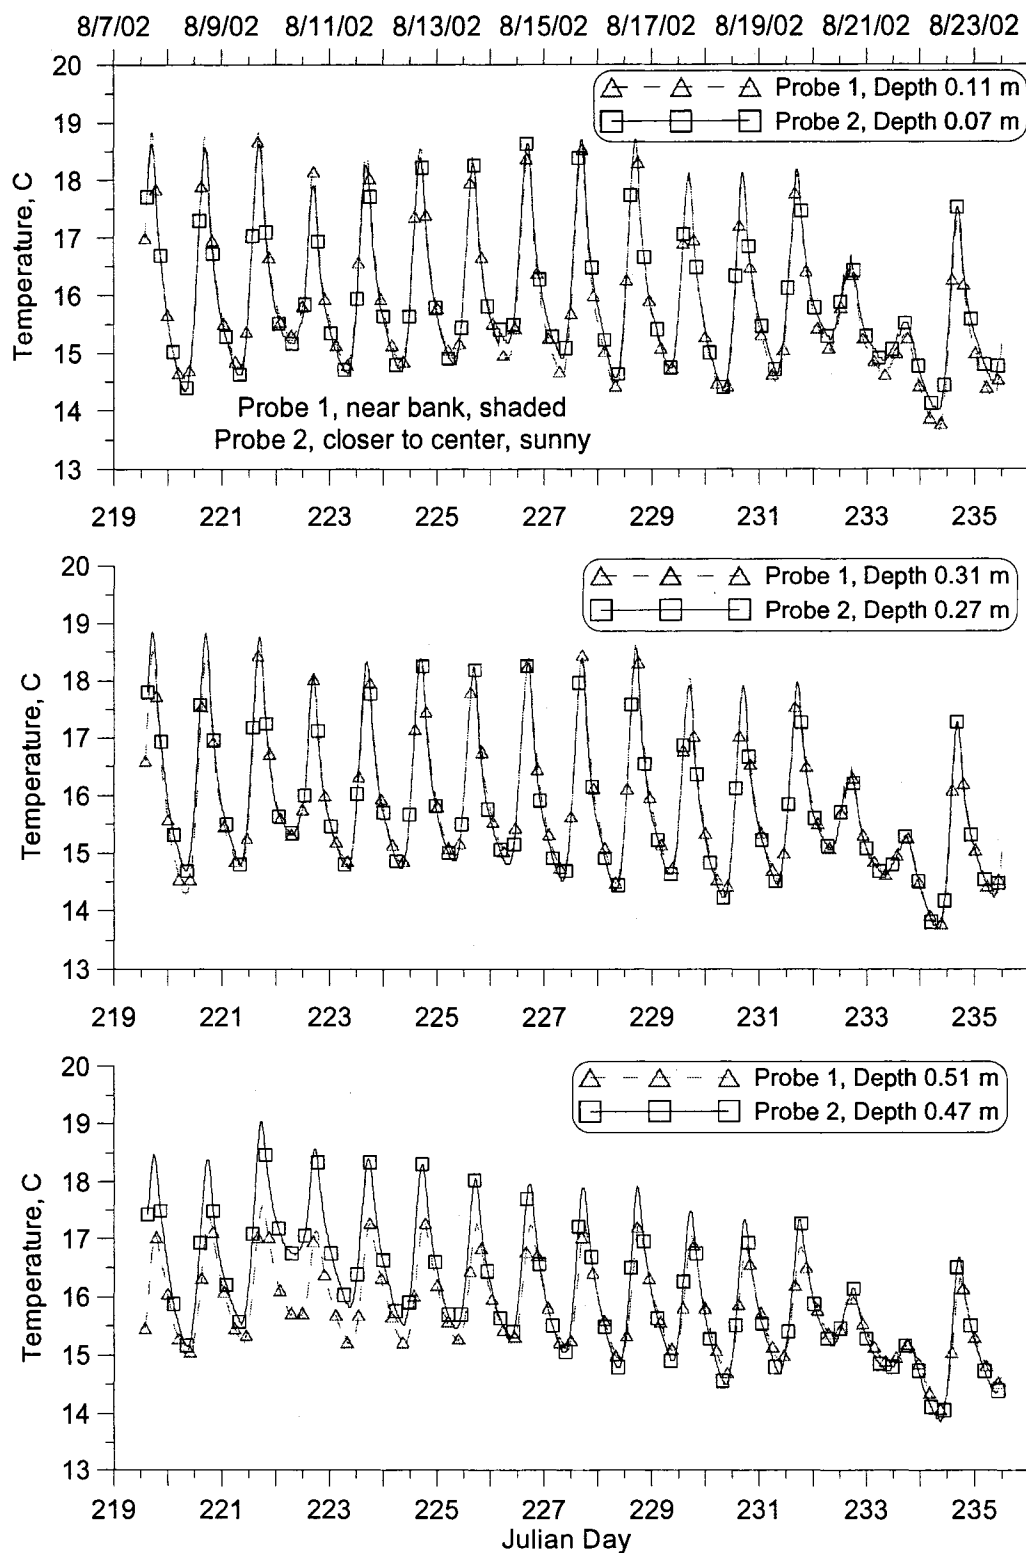 8/7/02 8/9/02 8/11/02 8/13/02 8/15/02 8/17/02 8/19/02 8/21/02 8/23/02
20
19
18
17
16
15
14
13
Temperature, C
Probe 1, Depth 0.11 m
Probe 2, Depth 0.07 m
Probe 1, near bank, shaded
Probe 2, closer to center, sunny
219 221 223 225 227 229 231 233 235
20
19
18
17
16
15
14
13
Temperature, C
Probe 1, Depth 0.31 m
Probe 2, Depth 0.27 m
219 221 223 225 227 229 231 233 235
20
19
18
17
16
15
14
13
Temperature, C
Probe 1, Depth 0.51 m
Probe 2, Depth 0.47 m
219 221 223 225 227 229 231 233 235
Julian Day